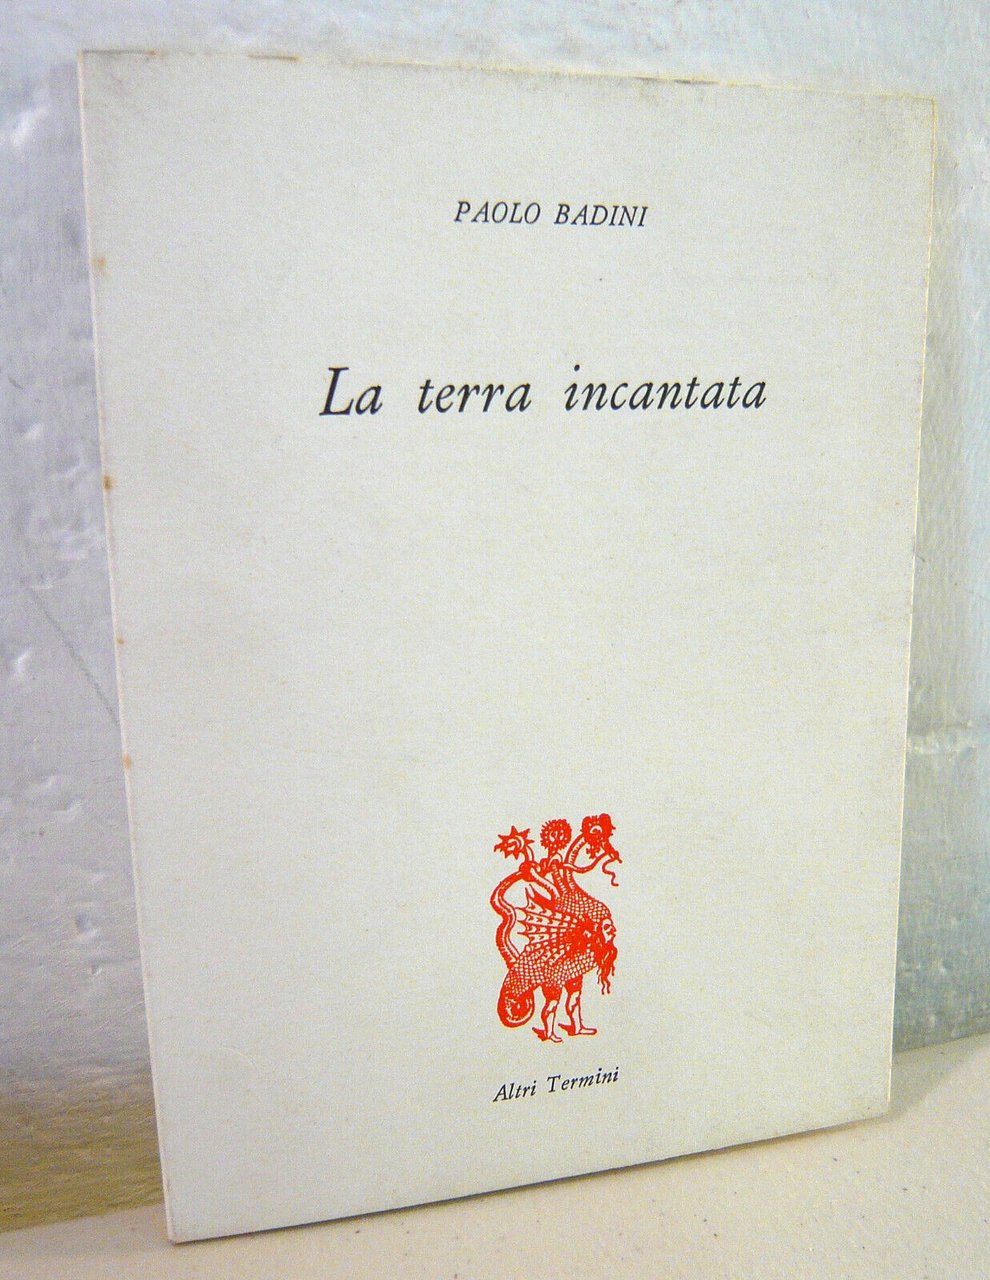 PAOLO BADINI
La terra incantata
Altri Termini